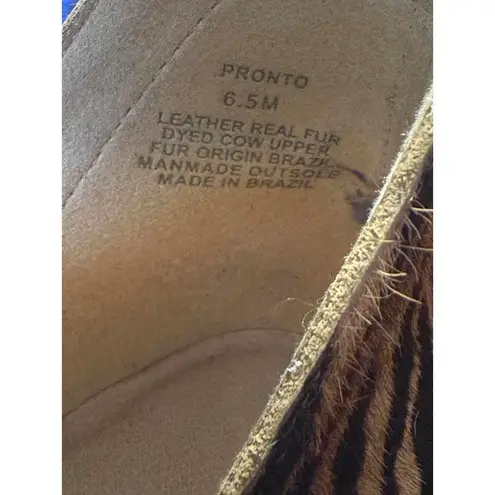 PRONTO
6.5M
LEATHER REAL FUR
DYED COW UPPER
FUR ORIGIN BRAZIL
MANMADE OUTSOLE
MADE IN BRAZIL